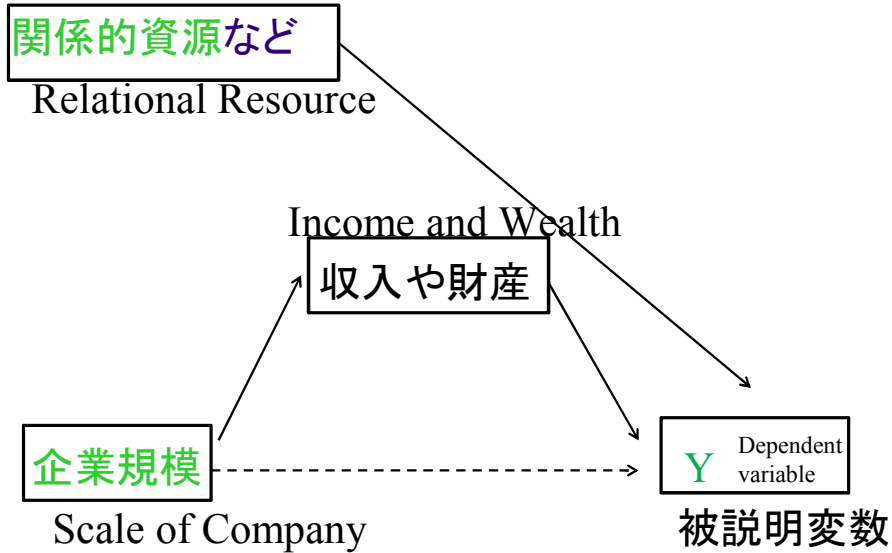 関係的資源など
Relational Resource
Income and Wealth
収入や財産
企業規模
Scale of Company
Y
Dependent
variable
被説明変数